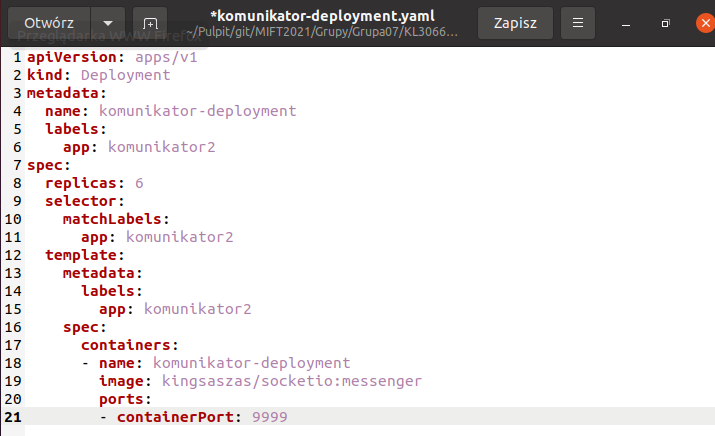 Otwórz
*komunikator-deployment.yaml
~/Pulpit/git/MIFT2021/Grupy/Grupa07/KL3066…
Zapisz
Przeglądarka WWW Firefox
1 apiVersion: apps/v1
2 kind: Deployment
3 metadata:
4   name: komunikator-deployment
5   labels:
6     app: komunikator2
7 spec:
8   replicas: 6
9   selector:
10     matchLabels:
11       app: komunikator2
12   template:
13     metadata:
14       labels:
15         app: komunikator2
16     spec:
17       containers:
18       - name: komunikator-deployment
19         image: kingsaszas/socketio:messenger
20         ports:
21         - containerPort: 9999